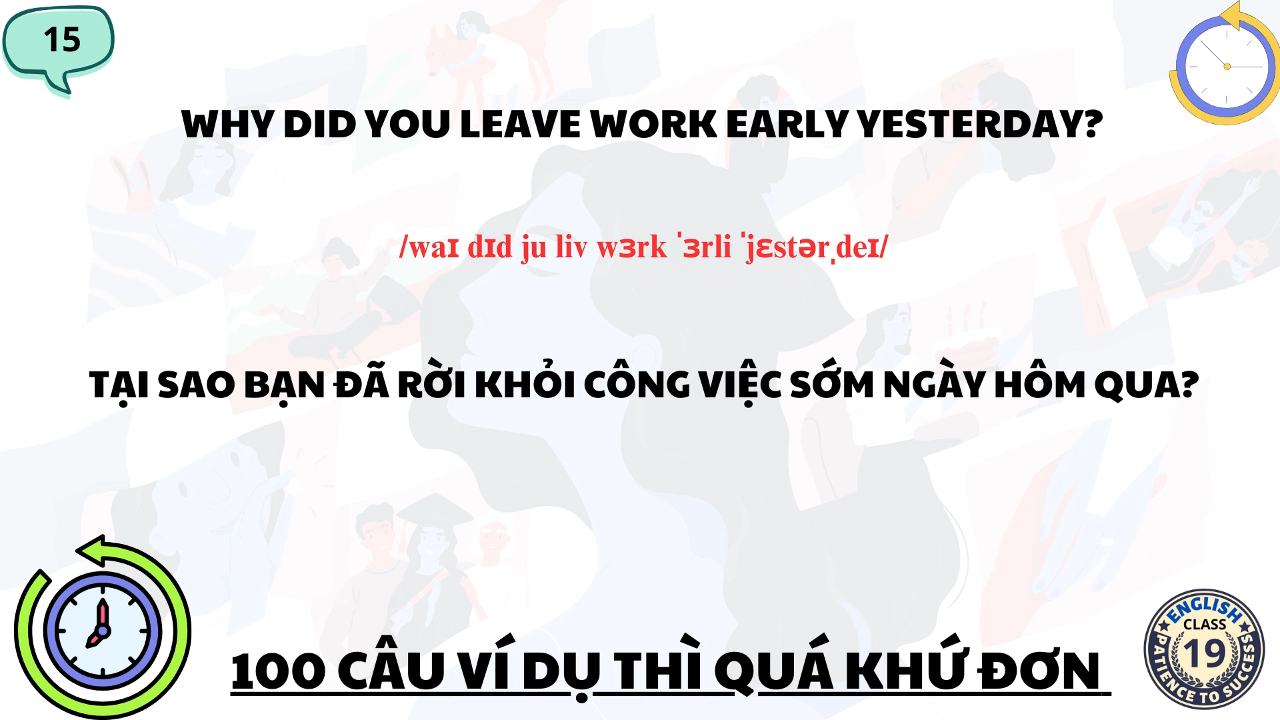 15
WHY DID YOU LEAVE WORK EARLY YESTERDAY?
/waɪ dɪd ju liv wɜrk ˈɜrli ˈjɛstərˌdeɪ/
TẠI SAO BẠN ĐÃ RỜI KHỎI CÔNG VIỆC SỚM NGÀY HÔM QUA?
100 CÂU VÍ DỤ THÌ QUÁ KHỨ ĐƠN
ENGLISH
CLASS
19
PATIENCE TO SUCCESS